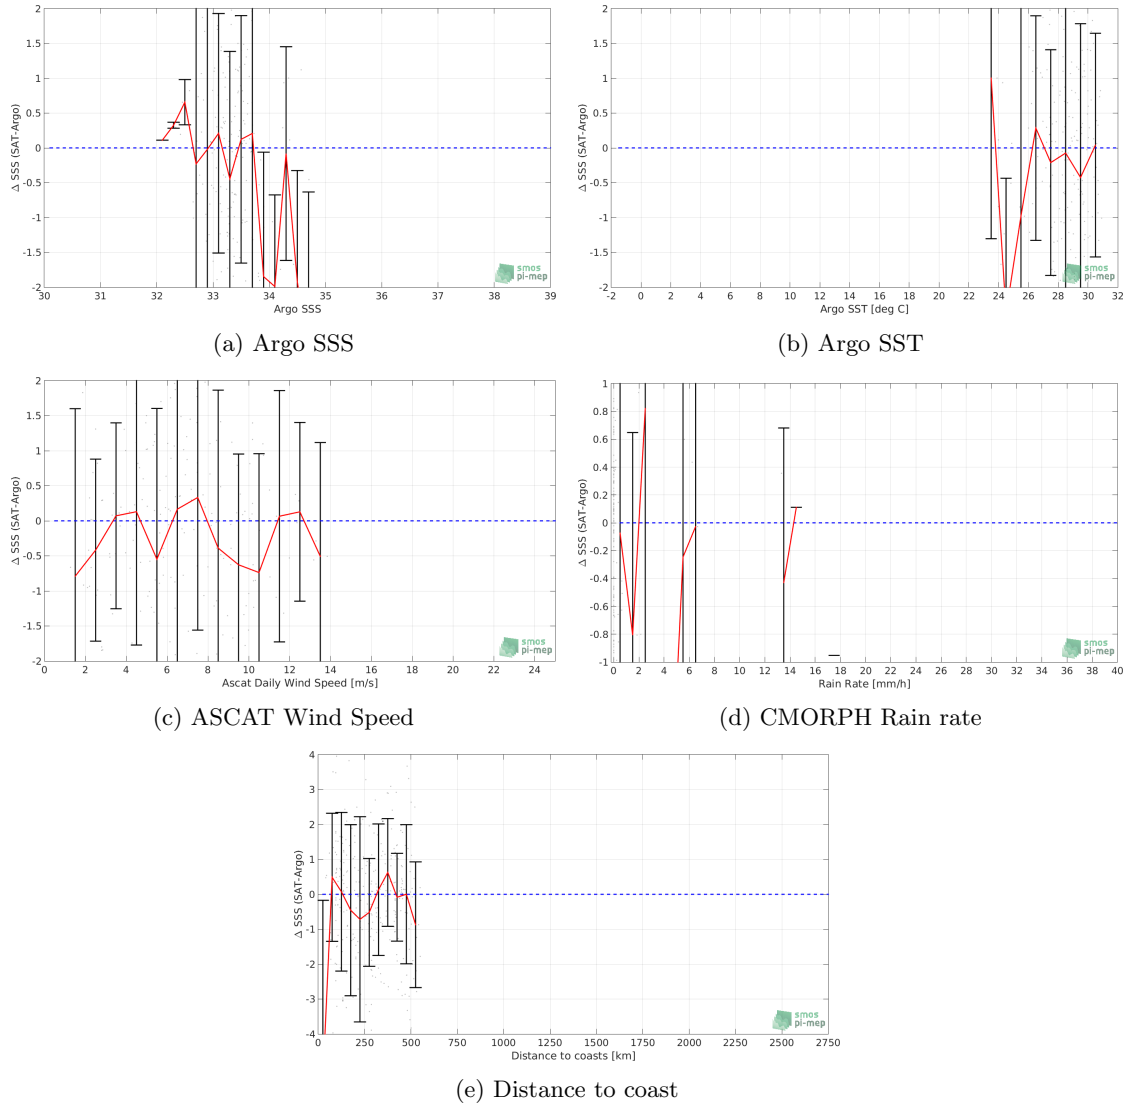 2
1.5
1
0.5
0
-0.5
-1
1.5
-2
Δ SSS (SAT-Argo)
30 31 32 33 34 35 36 37 38 39
Argo SSS
smos
pi-mep
(a) Argo SSS
2
1.5
1
0.5
0
-0.5
-1
-1.5
-2
Δ SSS (SAT-Argo)
-2 0 2 4 6 8 10 12 14 16 18 20 22 24 26 28 30 32
Argo SST [deg C]
smos
pi-mep
(b) Argo SST
2
1.5
1
0.5
0
-0.5
-1
-1.5
-2
Δ SSS (SAT-Argo)
0 2 4 6 8 10 12 14 16 18 20 22 24
Ascat Daily Wind Speed [m/s]
smos
pi-mep
(c) ASCAT Wind Speed
1
0.8
0.6
0.4
0.2
0
-0.2
-0.4
-0.6
-0.8
-1
Δ SSS (SAT-Argo)
0 2 4 6 8 10 12 14 16 18 20 22 24 26 28 30 32 34 36 38 40
Rain Rate [mm/h]
smos
pi-mep
(d) CMORPH Rain rate
4
3
2
1
0
-1
-2
-3
-4
Δ SSS (SAT-Argo)
0 250 500 750 1000 1250 1500 1750 2000 2250 2500 2750
Distance to coasts [km]
smos
pi-mep
(e) Distance to coast